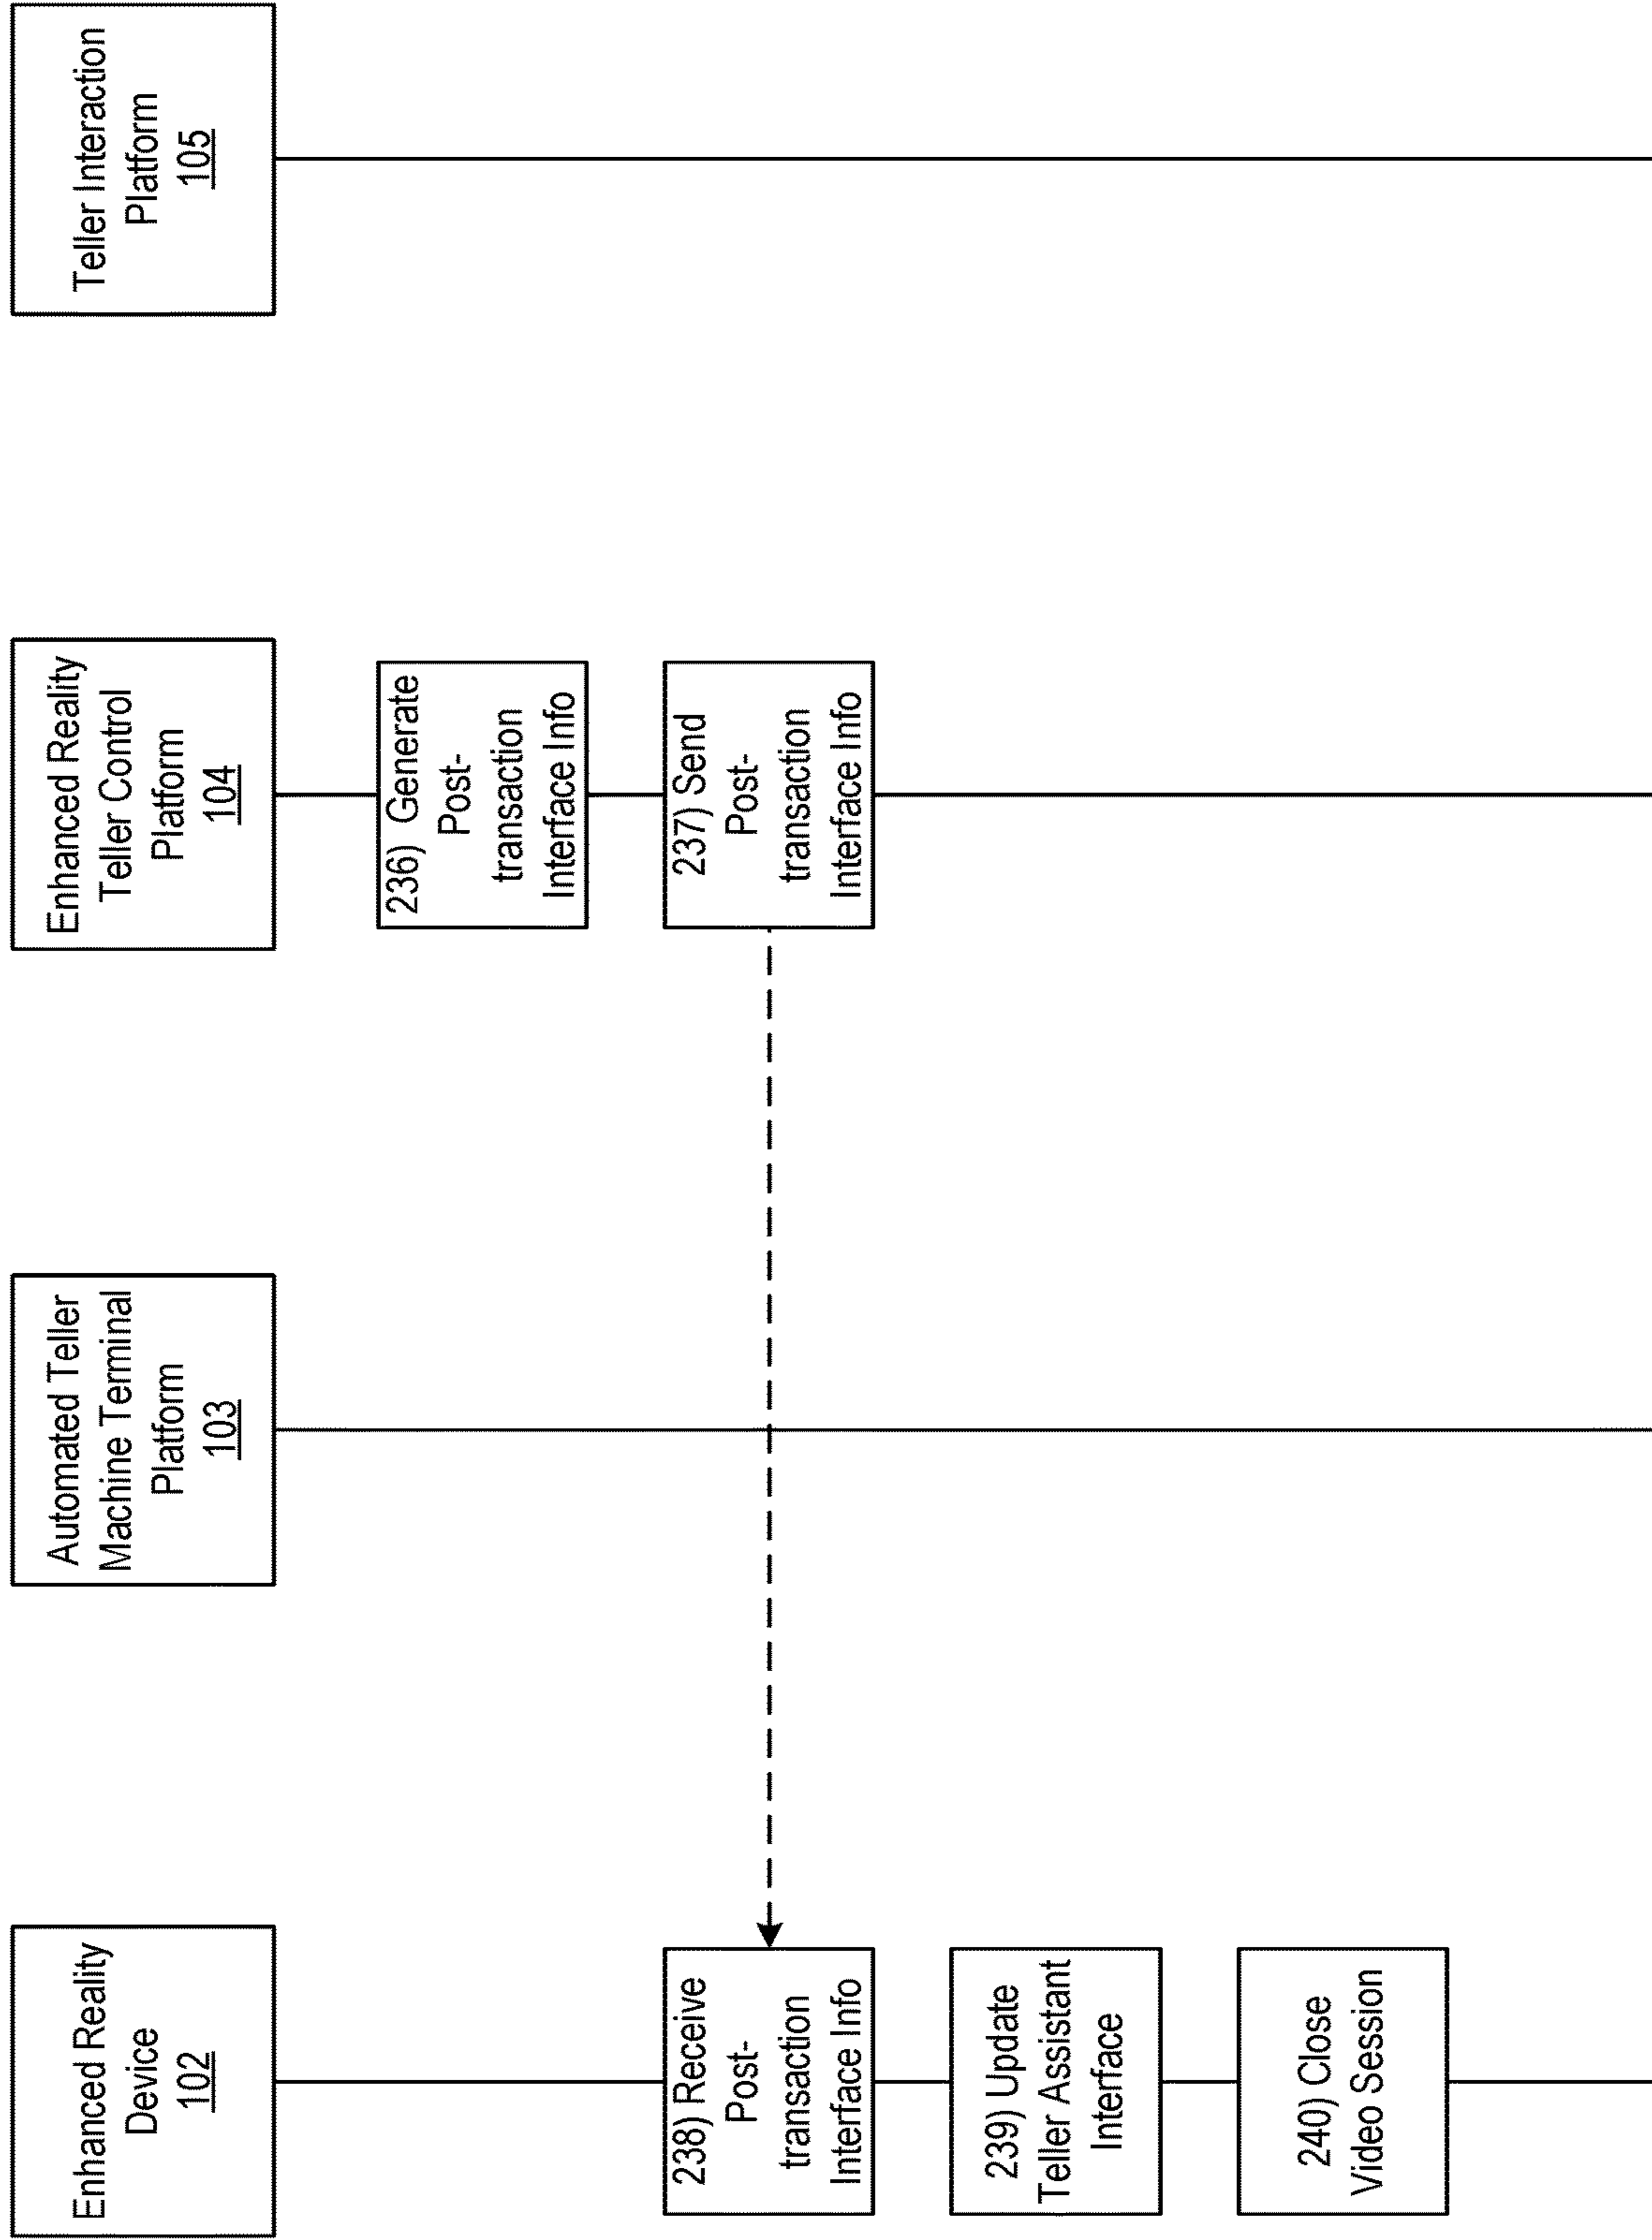 Enhanced Reality
Device
102
Automated Teller
Machine Terminal
Platform
103
Enhanced Reality
Teller Control
Platform
104
Teller Interaction
Platform
105
236) Generate
Post-
transaction
Interface Info
237) Send
Post-
transaction
Interface Info
238) Receive
Post-
transaction
Interface Info
239) Update
Teller Assistant
Interface
240) Close
Video Session